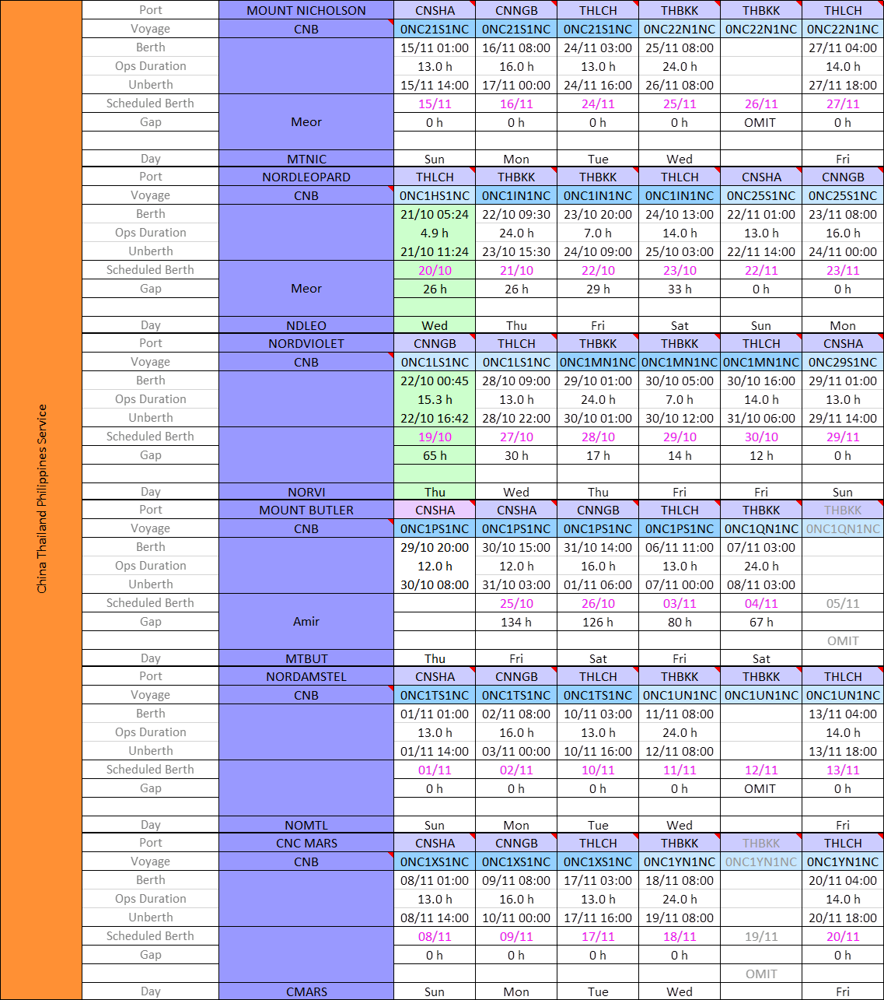 China Thailand Philippines Service
Port MOUNT NICHOLSON CNSHA CNNGB THLCH THBKK THBKK THLCH
Voyage CNB 0NC21S1NC 0NC21S1NC 0NC21S1NC 0NC22N1NC 0NC22N1NC 0NC22N1NC
Berth 15/11 01:00 16/11 08:00 24/11 03:00 25/11 08:00 27/11 04:00
Ops Duration 13.0 h 16.0 h 13.0 h 24.0 h 14.0 h
Unberth 15/11 14:00 17/11 00:00 24/11 16:00 26/11 08:00 27/11 18:00
Scheduled Berth 15/11 16/11 24/11 25/11 26/11 27/11
Gap Meor 0 h 0 h 0 h 0 h OMIT 0 h
Day MTNIC Sun Mon Tue Wed Fri
Port NORDLEOPARD THLCH THBKK THBKK THLCH CNSHA CNNGB
Voyage CNB 0NC1HS1NC 0NC1IN1NC 0NC1IN1NC 0NC1IN1NC 0NC25S1NC 0NC25S1NC
Berth 21/10 05:24 22/10 09:30 23/10 20:00 24/10 13:00 22/11 01:00 23/11 08:00
Ops Duration 4.9 h 24.0 h 7.0 h 14.0 h 13.0 h 16.0 h
Unberth 21/10 11:24 23/10 15:30 24/10 09:00 25/10 03:00 22/11 14:00 24/11 00:00
Scheduled Berth 20/10 21/10 22/10 23/10 22/11 23/11
Gap Meor 26 h 26 h 29 h 33 h 0 h 0 h
Day NDLEO Wed Thu Fri Sat Sun Mon
Port NORDVIOLET CNNGB THLCH THBKK THBKK THLCH CNSHA
Voyage CNB 0NC1LS1NC 0NC1LS1NC 0NC1MN1NC 0NC1MN1NC 0NC1MN1NC 0NC29S1NC
Berth 22/10 00:45 28/10 09:00 29/10 01:00 30/10 05:00 30/10 16:00 29/11 01:00
Ops Duration 15.3 h 13.0 h 24.0 h 7.0 h 14.0 h 13.0 h
Unberth 22/10 16:42 28/10 22:00 30/10 01:00 30/10 12:00 31/10 06:00 29/11 14:00
Scheduled Berth 19/10 27/10 28/10 29/10 30/10 29/11
Gap 65 h 30 h 17 h 14 h 12 h 0 h
Day NORVI Thu Wed Thu Fri Fri Sun
Port MOUNT BUTLER CNSHA CNSHA CNNGB THLCH THBKK THBKK
Voyage CNB 0NC1PS1NC 0NC1PS1NC 0NC1PS1NC 0NC1PS1NC 0NC1QN1NC 0NC1QN1NC
Berth 29/10 20:00 30/10 15:00 31/10 14:00 06/11 11:00 07/11 03:00
Ops Duration 12.0 h 12.0 h 16.0 h 13.0 h 24.0 h
Unberth 30/10 08:00 31/10 03:00 01/11 06:00 07/11 00:00 08/11 03:00
Scheduled Berth 25/10 26/10 03/11 04/11 05/11
Gap Amir 134 h 126 h 80 h 67 h
OMIT
Day MTBUT Thu Fri Sat Fri Sat
Port NORDAMSTEL CNSHA CNNGB THLCH THBKK THBKK THLCH
Voyage CNB 0NC1TS1NC 0NC1TS1NC 0NC1TS1NC 0NC1UN1NC 0NC1UN1NC 0NC1UN1NC
Berth 01/11 01:00 02/11 08:00 10/11 03:00 11/11 08:00 13/11 04:00
Ops Duration 13.0 h 16.0 h 13.0 h 24.0 h 14.0 h
Unberth 01/11 14:00 03/11 00:00 10/11 16:00 12/11 08:00 13/11 18:00
Scheduled Berth 01/11 02/11 10/11 11/11 12/11 13/11
Gap 0 h 0 h 0 h 0 h OMIT 0 h
Day NOMTL Sun Mon Tue Wed Fri
Port CNC MARS CNSHA CNNGB THLCH THBKK THBKK THLCH
Voyage CNB 0NC1XS1NC 0NC1XS1NC 0NC1XS1NC 0NC1YN1NC 0NC1YN1NC 0NC1YN1NC
Berth 08/11 01:00 09/11 08:00 17/11 03:00 18/11 08:00 20/11 04:00
Ops Duration 13.0 h 16.0 h 13.0 h 24.0 h 14.0 h
Unberth 08/11 14:00 10/11 00:00 17/11 16:00 19/11 08:00 20/11 18:00
Scheduled Berth 08/11 09/11 17/11 18/11 19/11 20/11
Gap 0 h 0 h 0 h 0 h 0 h
OMIT
Day CMARS Sun Mon Tue Wed Fri